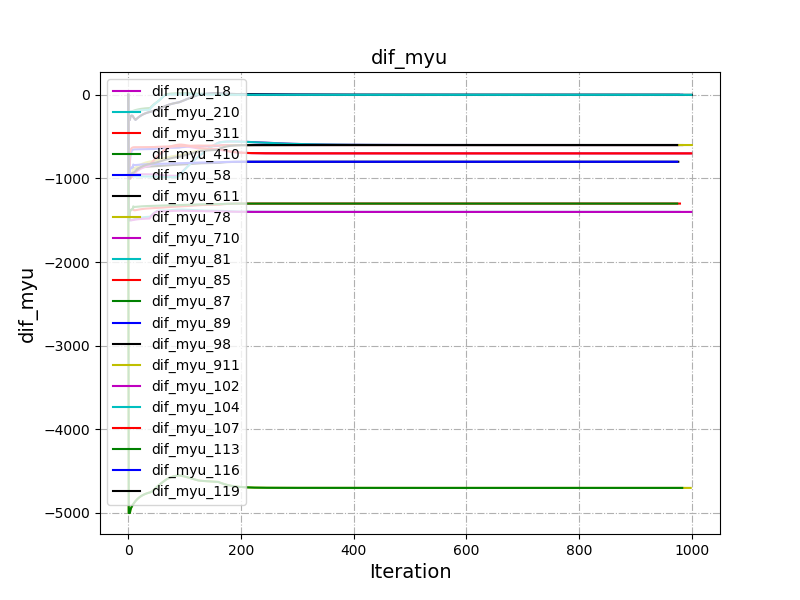 dif_myu
0
−1000
−2000
−3000
−4000
−5000
dif_myu
dif_myu_18
dif_myu_210
dif_myu_311
dif_myu_410
dif_myu_58
dif_myu_611
dif_myu_78
dif_myu_710
dif_myu_81
dif_myu_85
dif_myu_87
dif_myu_89
dif_myu_98
dif_myu_911
dif_myu_102
dif_myu_104
dif_myu_107
dif_myu_113
dif_myu_116
dif_myu_119
0 200 400 600 800 1000
Iteration